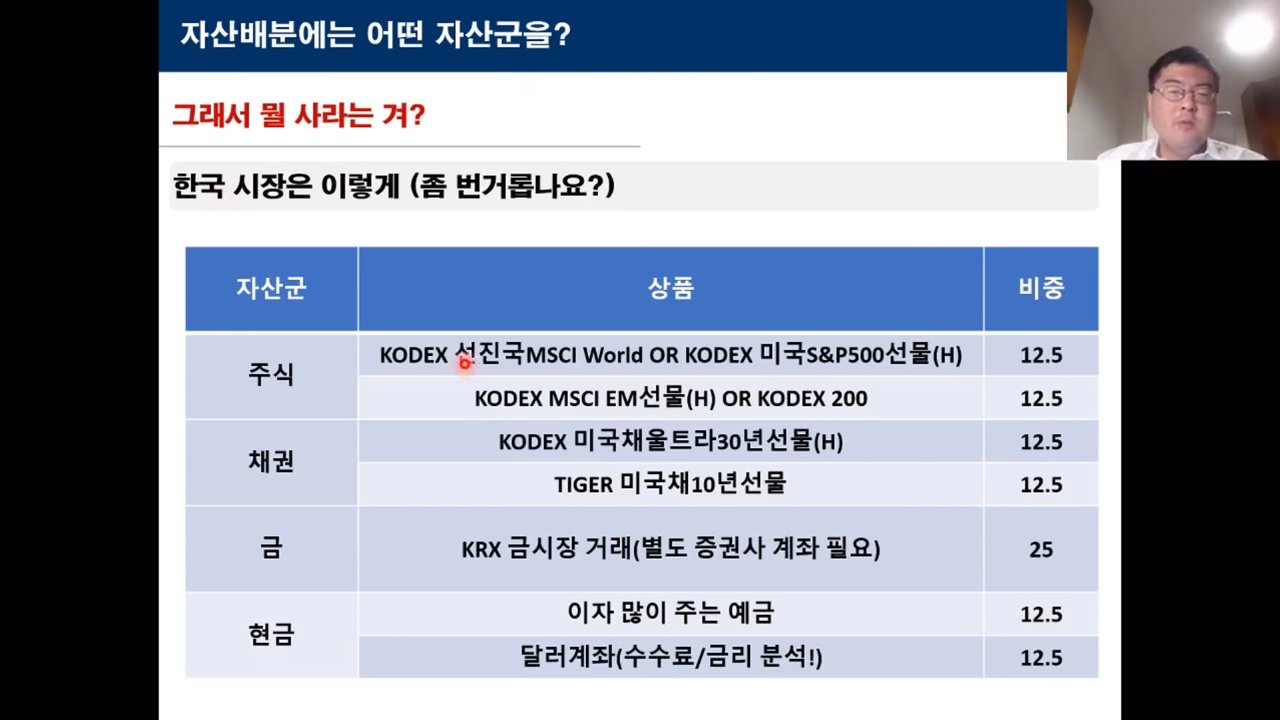 자산배분에는 어떤 자산군을?
그래서 뭘 사라는 겨?
한국 시장은 이렇게 (좀 번거롭나요?)
자산군 상품 비중
주식
KODEX 선진국MSCI World OR KODEX 미국S&P500선물(H) 12.5
KODEX MSCI EM선물(H) OR KODEX 200 12.5
채권
KODEX 미국채울트라30년선물(H) 12.5
TIGER 미국채10년선물 12.5
금 KRX 금시장 거래(별도 증권사 계좌 필요) 25
현금
이자 많이 주는 예금 12.5
달러계좌(수수료/금리 분석!) 12.5